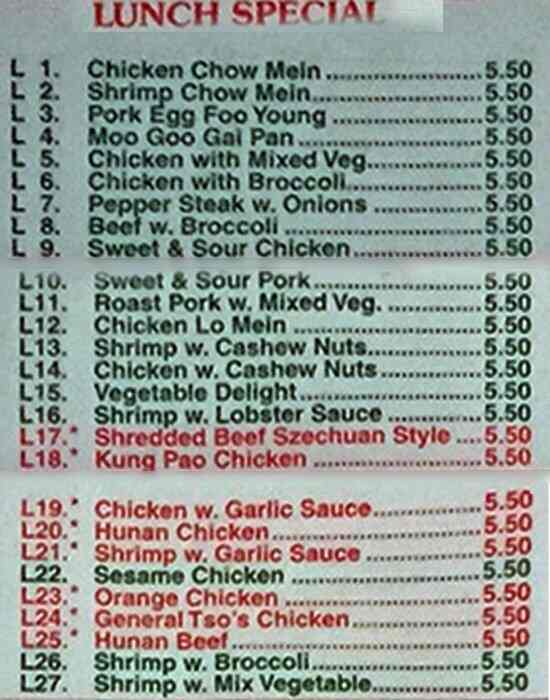 LUNCH SPECIAL
L 1. Chicken Chow Mein ........................ 5.50
L 2. Shrimp Chow Mein.......................... 5.50
L 3. Pork Egg Foo Young ....................... 5.50
L 4. Moo Goo Gai Pan ............................ 5.50
L 5. Chicken with Mixed Veg................. 5.50
L 6. Chicken with Broccoli.................... 5.50
L 7. Pepper Steak w. Onions ................ 5.50
L 8. Beef w. Broccoli ............................. 5.50
L 9. Sweet & Sour Chicken.................... 5.50
L10. Sweet & Sour Pork......................... 5.50
L11. Roast Pork w. Mixed Veg. .............. 5.50
L12. Chicken Lo Mein ............................ 5.50
L13. Shrimp w. Cashew Nuts................. 5.50
L14. Chicken w. Cashew Nuts ............... 5.50
L15. Vegetable Delight........................... 5.50
L16. Shrimp w. Lobster Sauce .............. 5.50
L17.* Shredded Beef Szechuan Style .... 5.50
L18.* Kung Pao Chicken ......................... 5.50
L19.* Chicken w. Garlic Sauce................ 5.50
L20.* Hunan Chicken............................... 5.50
L21.* Shrimp w. Garlic Sauce ................. 5.50
L22. Sesame Chicken ............................ 5.50
L23.* Orange Chicken ............................. 5.50
L24.* General Tso's Chicken................... 5.50
L25.* Hunan Beef..................................... 5.50
L26. Shrimp w. Broccoli......................... 5.50
L27. Shrimp w. Mix Vegetable................ 5.50